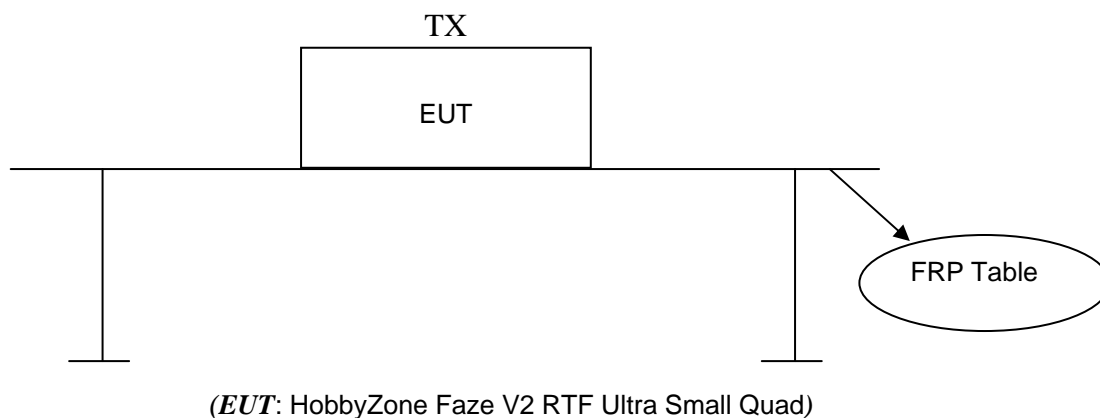 TX
EUT
FRP Table
(EUT: HobbyZone Faze V2 RTF Ultra Small Quad)